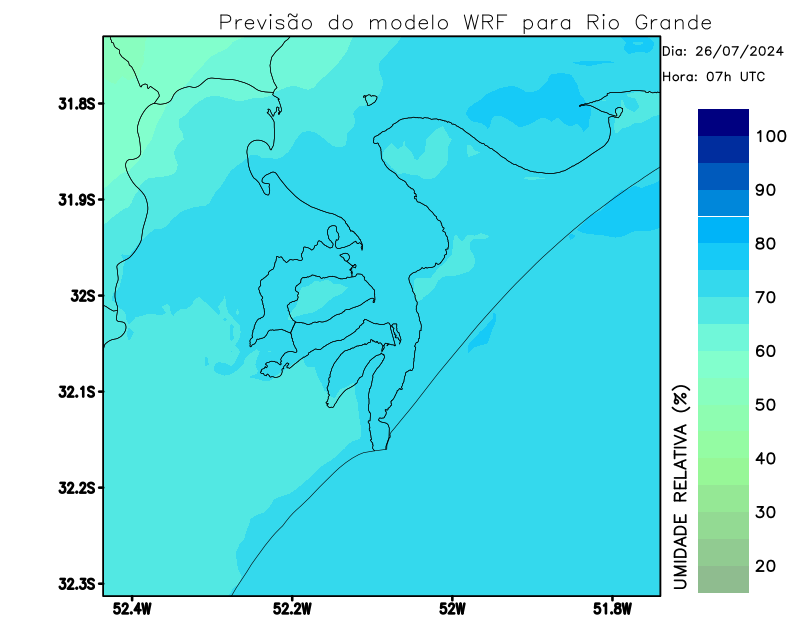 Previsão do modelo WRF para Rio Grande
Dia: 26/07/2024
Hora: 07h UTC
31.8S
31.9S
32S
32.1S
32.2S
32.3S
52.4W
52.2W
52W
51.8W
100
90
80
70
60
50
40
30
20
UMIDADE RELATIVA (%)